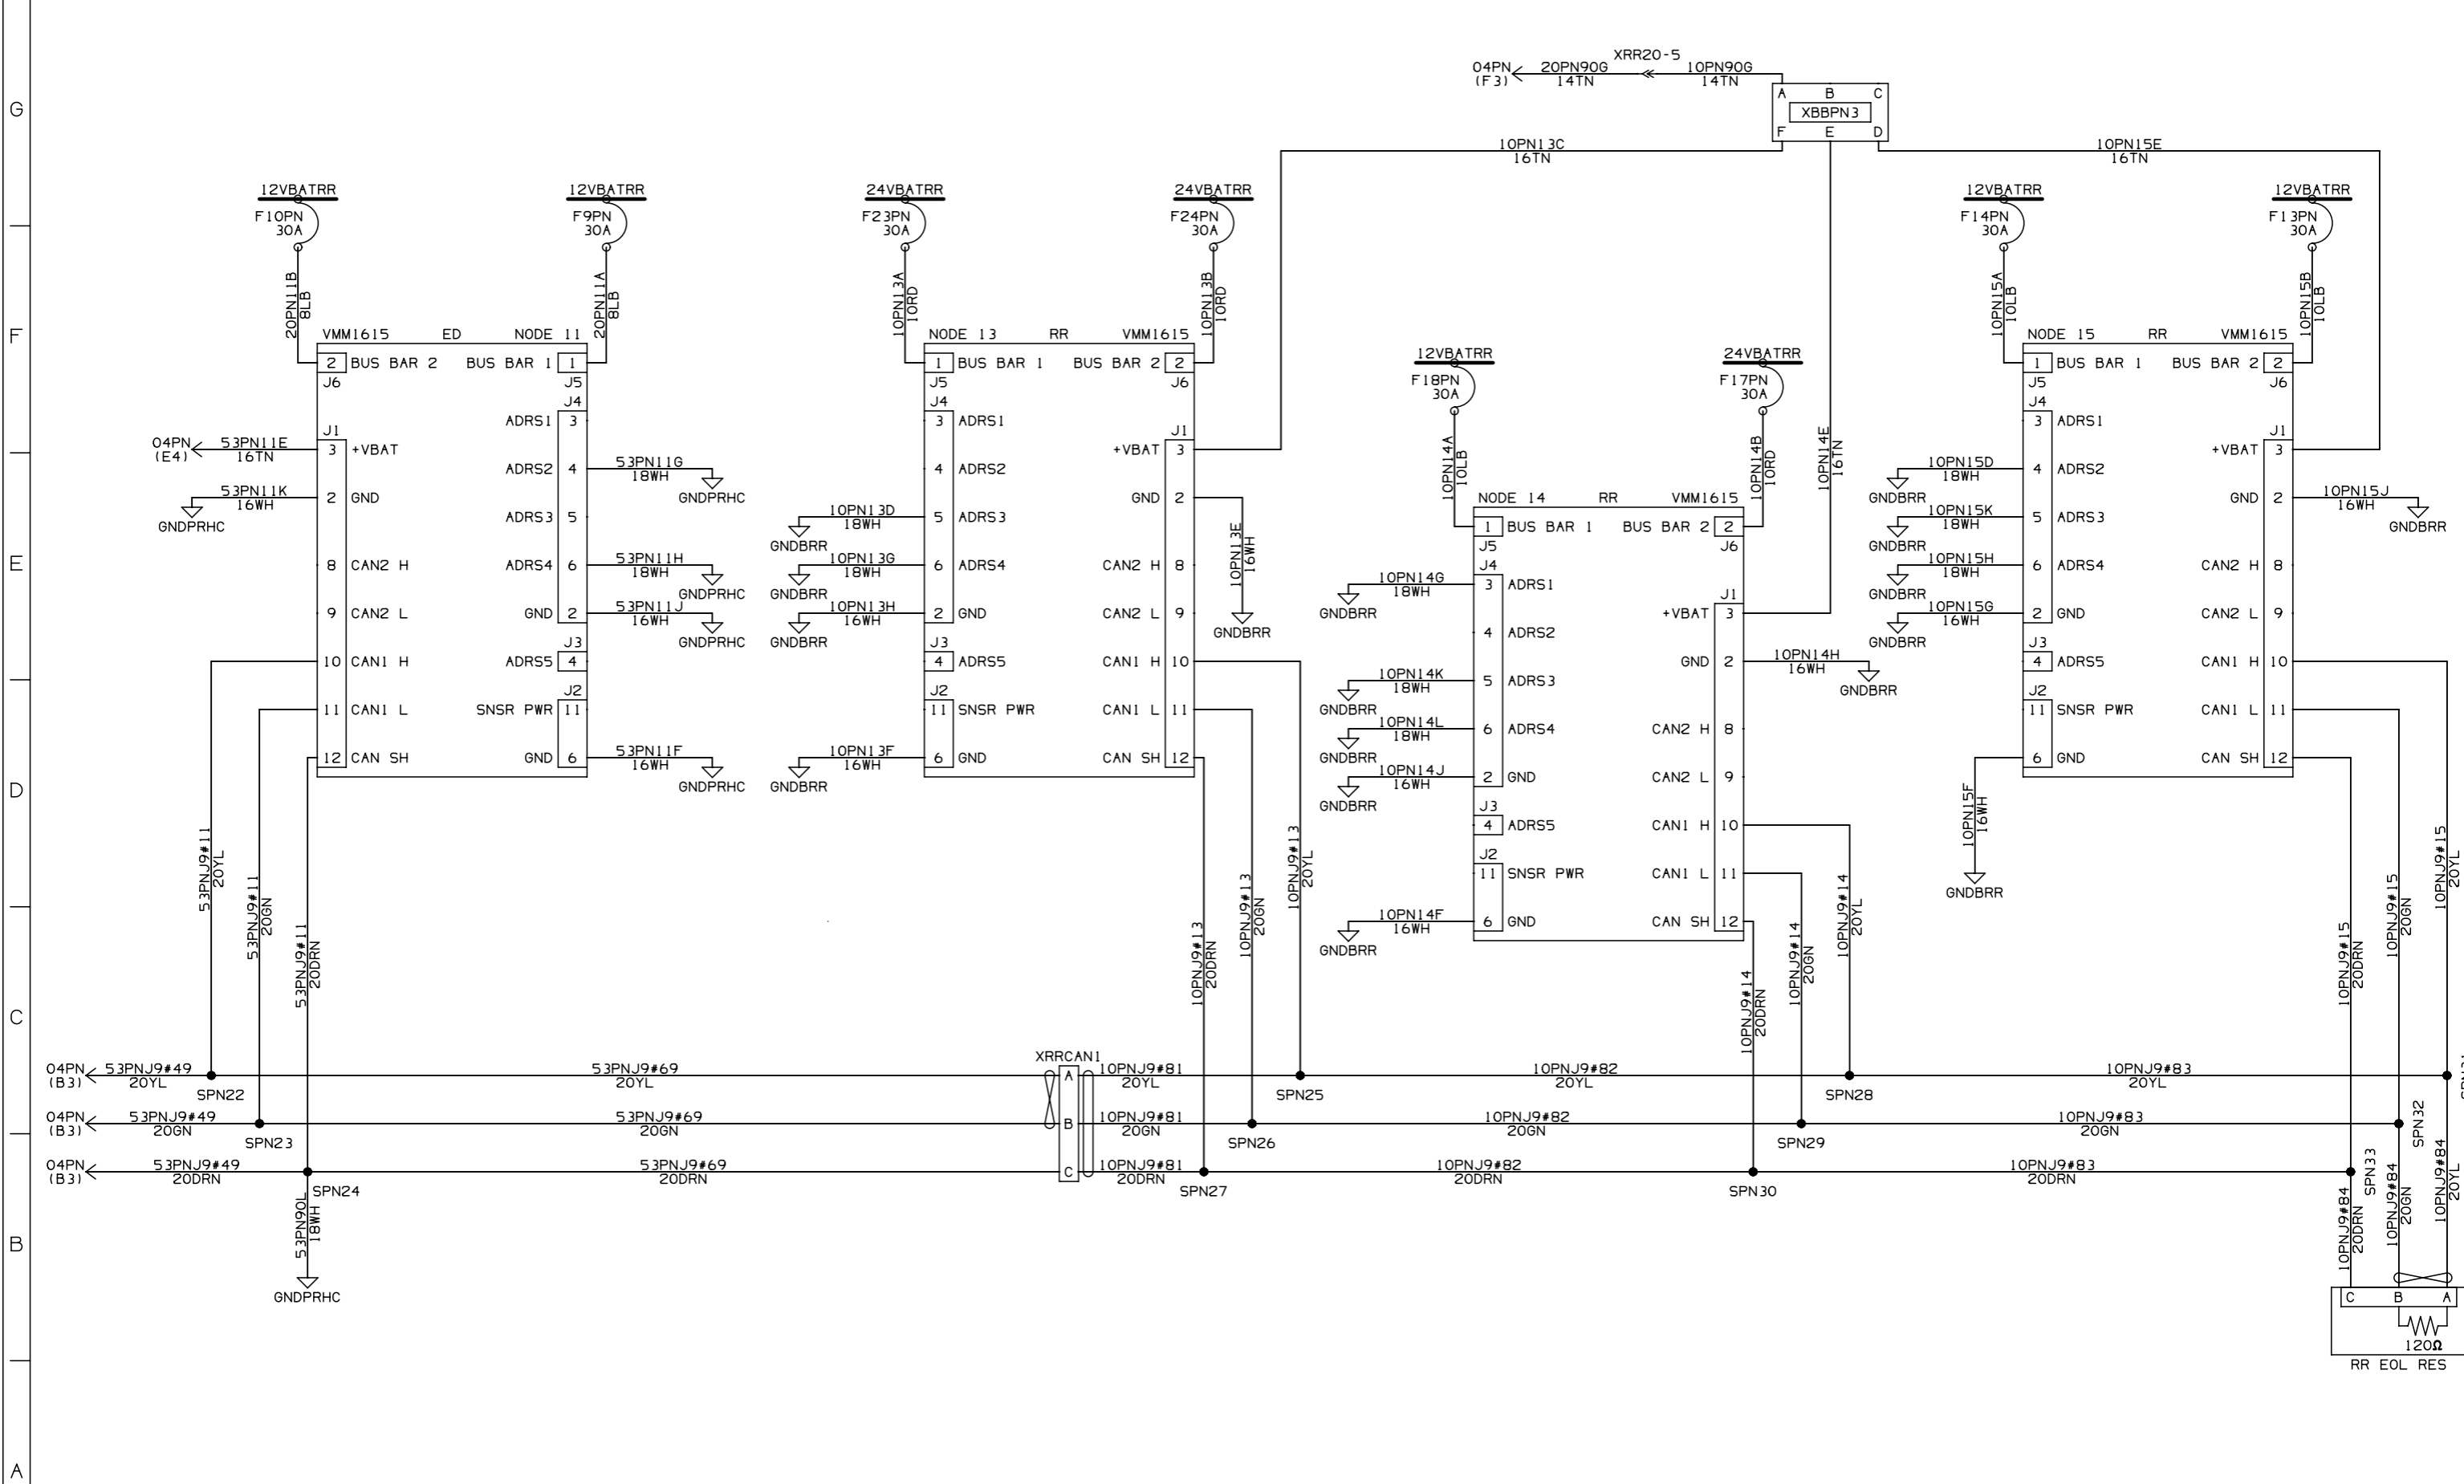 G
F
E
D
C
B
A
XRR20-5
04PN
(F3)
20PN90G
14TN
10PN90G
14TN
A B C
XBBPN3
F E D
10PN13C
16TN
10PN15E
16TN
10PN14E
16TN
12VBATRR
F10PN
30A
20PN11B
8LB
12VBATRR
F9PN
30A
20PN11A
8LB
VMM1615 ED NODE 11
2 BUS BAR 2
J6
BUS BAR 1 1
J5
J4
ADRS1 3
J1
3 +VBAT
04PN
(E4)
53PN11E
16TN
ADRS2 4
53PN11G
18WH
GNDPRHC
2 GND
53PN11K
16WH
GNDPRHC
ADRS3 5
8 CAN2 H
ADRS4 6
53PN11H
18WH
GNDPRHC
9 CAN2 L
GND 2
53PN11J
16WH
GNDPRHC
J3
10 CAN1 H
ADRS5 4
J2
11 CAN1 L
SNSR PWR 11
12 CAN SH
GND 6
53PN11F
16WH
GNDPRHC
53PNJ9#11
20YL
53PNJ9#11
20GN
53PNJ9#11
20DRN
24VBATRR
F23PN
30A
10PN13A
10RD
24VBATRR
F24PN
30A
10PN13B
10RD
NODE 13 RR VMM1615
1 BUS BAR 1
J5
BUS BAR 2 2
J6
J4
3 ADRS1
J1
+VBAT 3
4 ADRS2
GND 2
10PN13E
16WH
GNDBRR
10PN13D
18WH
GNDBRR
5 ADRS3
10PN13G
18WH
GNDBRR
6 ADRS4
CAN2 H 8
10PN13H
16WH
GNDBRR
2 GND
CAN2 L 9
J3
4 ADRS5
CAN1 H 10
J2
11 SNSR PWR
CAN1 L 11
10PN13F
16WH
GNDBRR
6 GND
CAN SH 12
10PNJ9#13
20DRN
10PNJ9#13
20GN
10PNJ9#13
20YL
12VBATRR
F18PN
30A
10PN14A
10LB
24VBATRR
F17PN
30A
10PN14B
10RD
NODE 14 RR VMM1615
1 BUS BAR 1
J5
BUS BAR 2 2
J6
J4
10PN14G
18WH
GNDBRR
3 ADRS1
J1
+VBAT 3
4 ADRS2
GND 2
10PN14H
16WH
GNDBRR
10PN14K
18WH
GNDBRR
5 ADRS3
10PN14L
18WH
GNDBRR
6 ADRS4
CAN2 H 8
10PN14J
16WH
GNDBRR
2 GND
CAN2 L 9
J3
4 ADRS5
CAN1 H 10
J2
11 SNSR PWR
CAN1 L 11
10PN14F
16WH
GNDBRR
6 GND
CAN SH 12
10PNJ9#14
20DRN
10PNJ9#14
20GN
10PNJ9#14
20YL
12VBATRR
F14PN
30A
10PN15A
10LB
12VBATRR
F13PN
30A
10PN15B
10LB
NODE 15 RR VMM1615
1 BUS BAR 1
J5
BUS BAR 2 2
J6
J4
3 ADRS1
J1
+VBAT 3
10PN15D
18WH
GNDBRR
4 ADRS2
GND 2
10PN15J
16WH
GNDBRR
10PN15K
18WH
GNDBRR
5 ADRS3
10PN15H
18WH
GNDBRR
6 ADRS4
CAN2 H 8
10PN15G
16WH
GNDBRR
2 GND
CAN2 L 9
J3
4 ADRS5
CAN1 H 10
J2
11 SNSR PWR
CAN1 L 11
6 GND
CAN SH 12
10PN15F
16WH
GNDBRR
10PNJ9#15
20DRN
10PNJ9#15
20GN
10PNJ9#15
20YL
04PN
(B3)
53PNJ9#49
20YL
SPN22
53PNJ9#69
20YL
XRRCAN1
A
10PNJ9#81
20YL
SPN25
10PNJ9#82
20YL
SPN28
10PNJ9#83
20YL
04PN
(B3)
53PNJ9#49
20GN
SPN23
53PNJ9#69
20GN
B
10PNJ9#81
20GN
SPN26
10PNJ9#82
20GN
SPN29
10PNJ9#83
20GN
SPN32
04PN
(B3)
53PNJ9#49
20DRN
SPN24
53PNJ9#69
20DRN
C
10PNJ9#81
20DRN
SPN27
10PNJ9#82
20DRN
SPN30
10PNJ9#83
20DRN
SPN33
53PN90L
18WH
GNDPRHC
10PNJ9#84
20DRN
10PNJ9#84
20GN
10PNJ9#84
20YL
C B A
120Ω
RR EOL RES